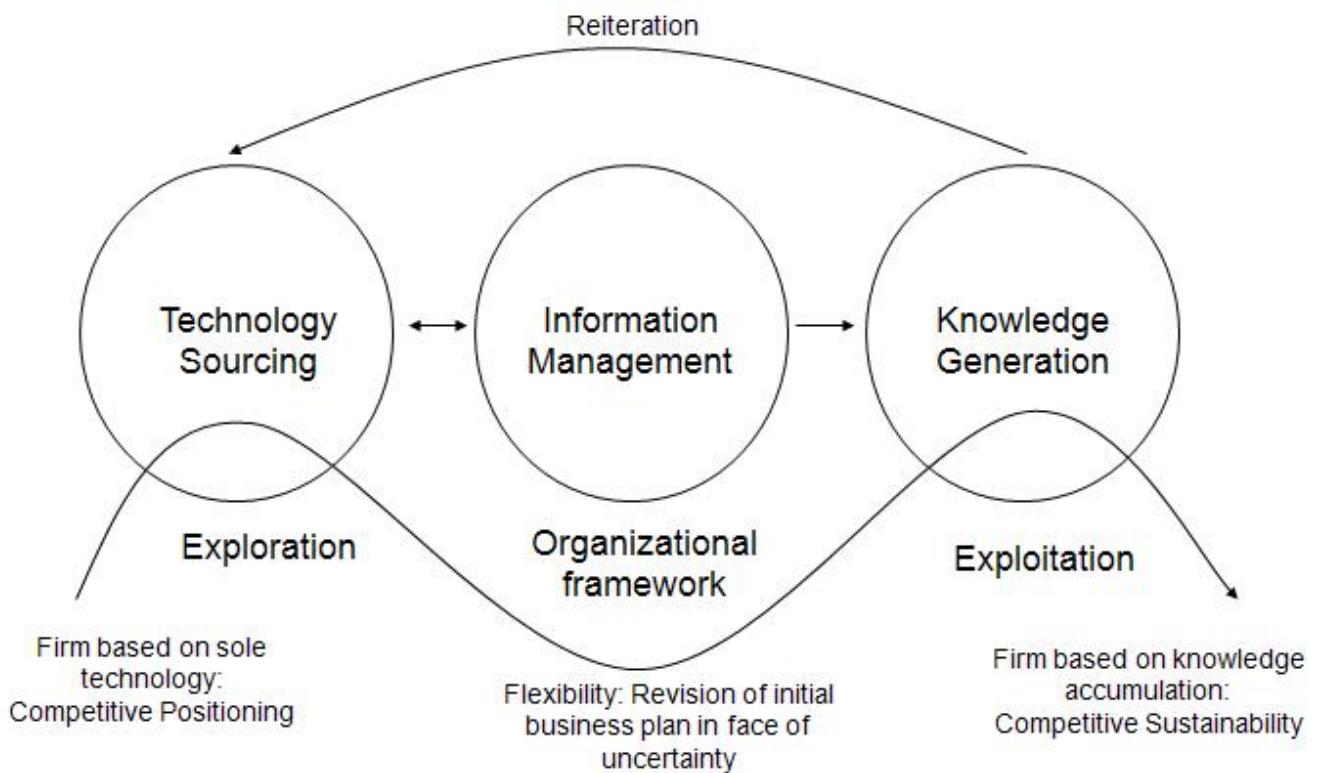 Reiteration
Technology
Sourcing
Information
Management
Knowledge
Generation
Exploration
Organizational
framework
Exploitation
Firm based on sole
technology:
Competitive Positioning
Flexibility: Revision of initial
business plan in face of
uncertainty
Firm based on knowledge
accumulation:
Competitive Sustainability